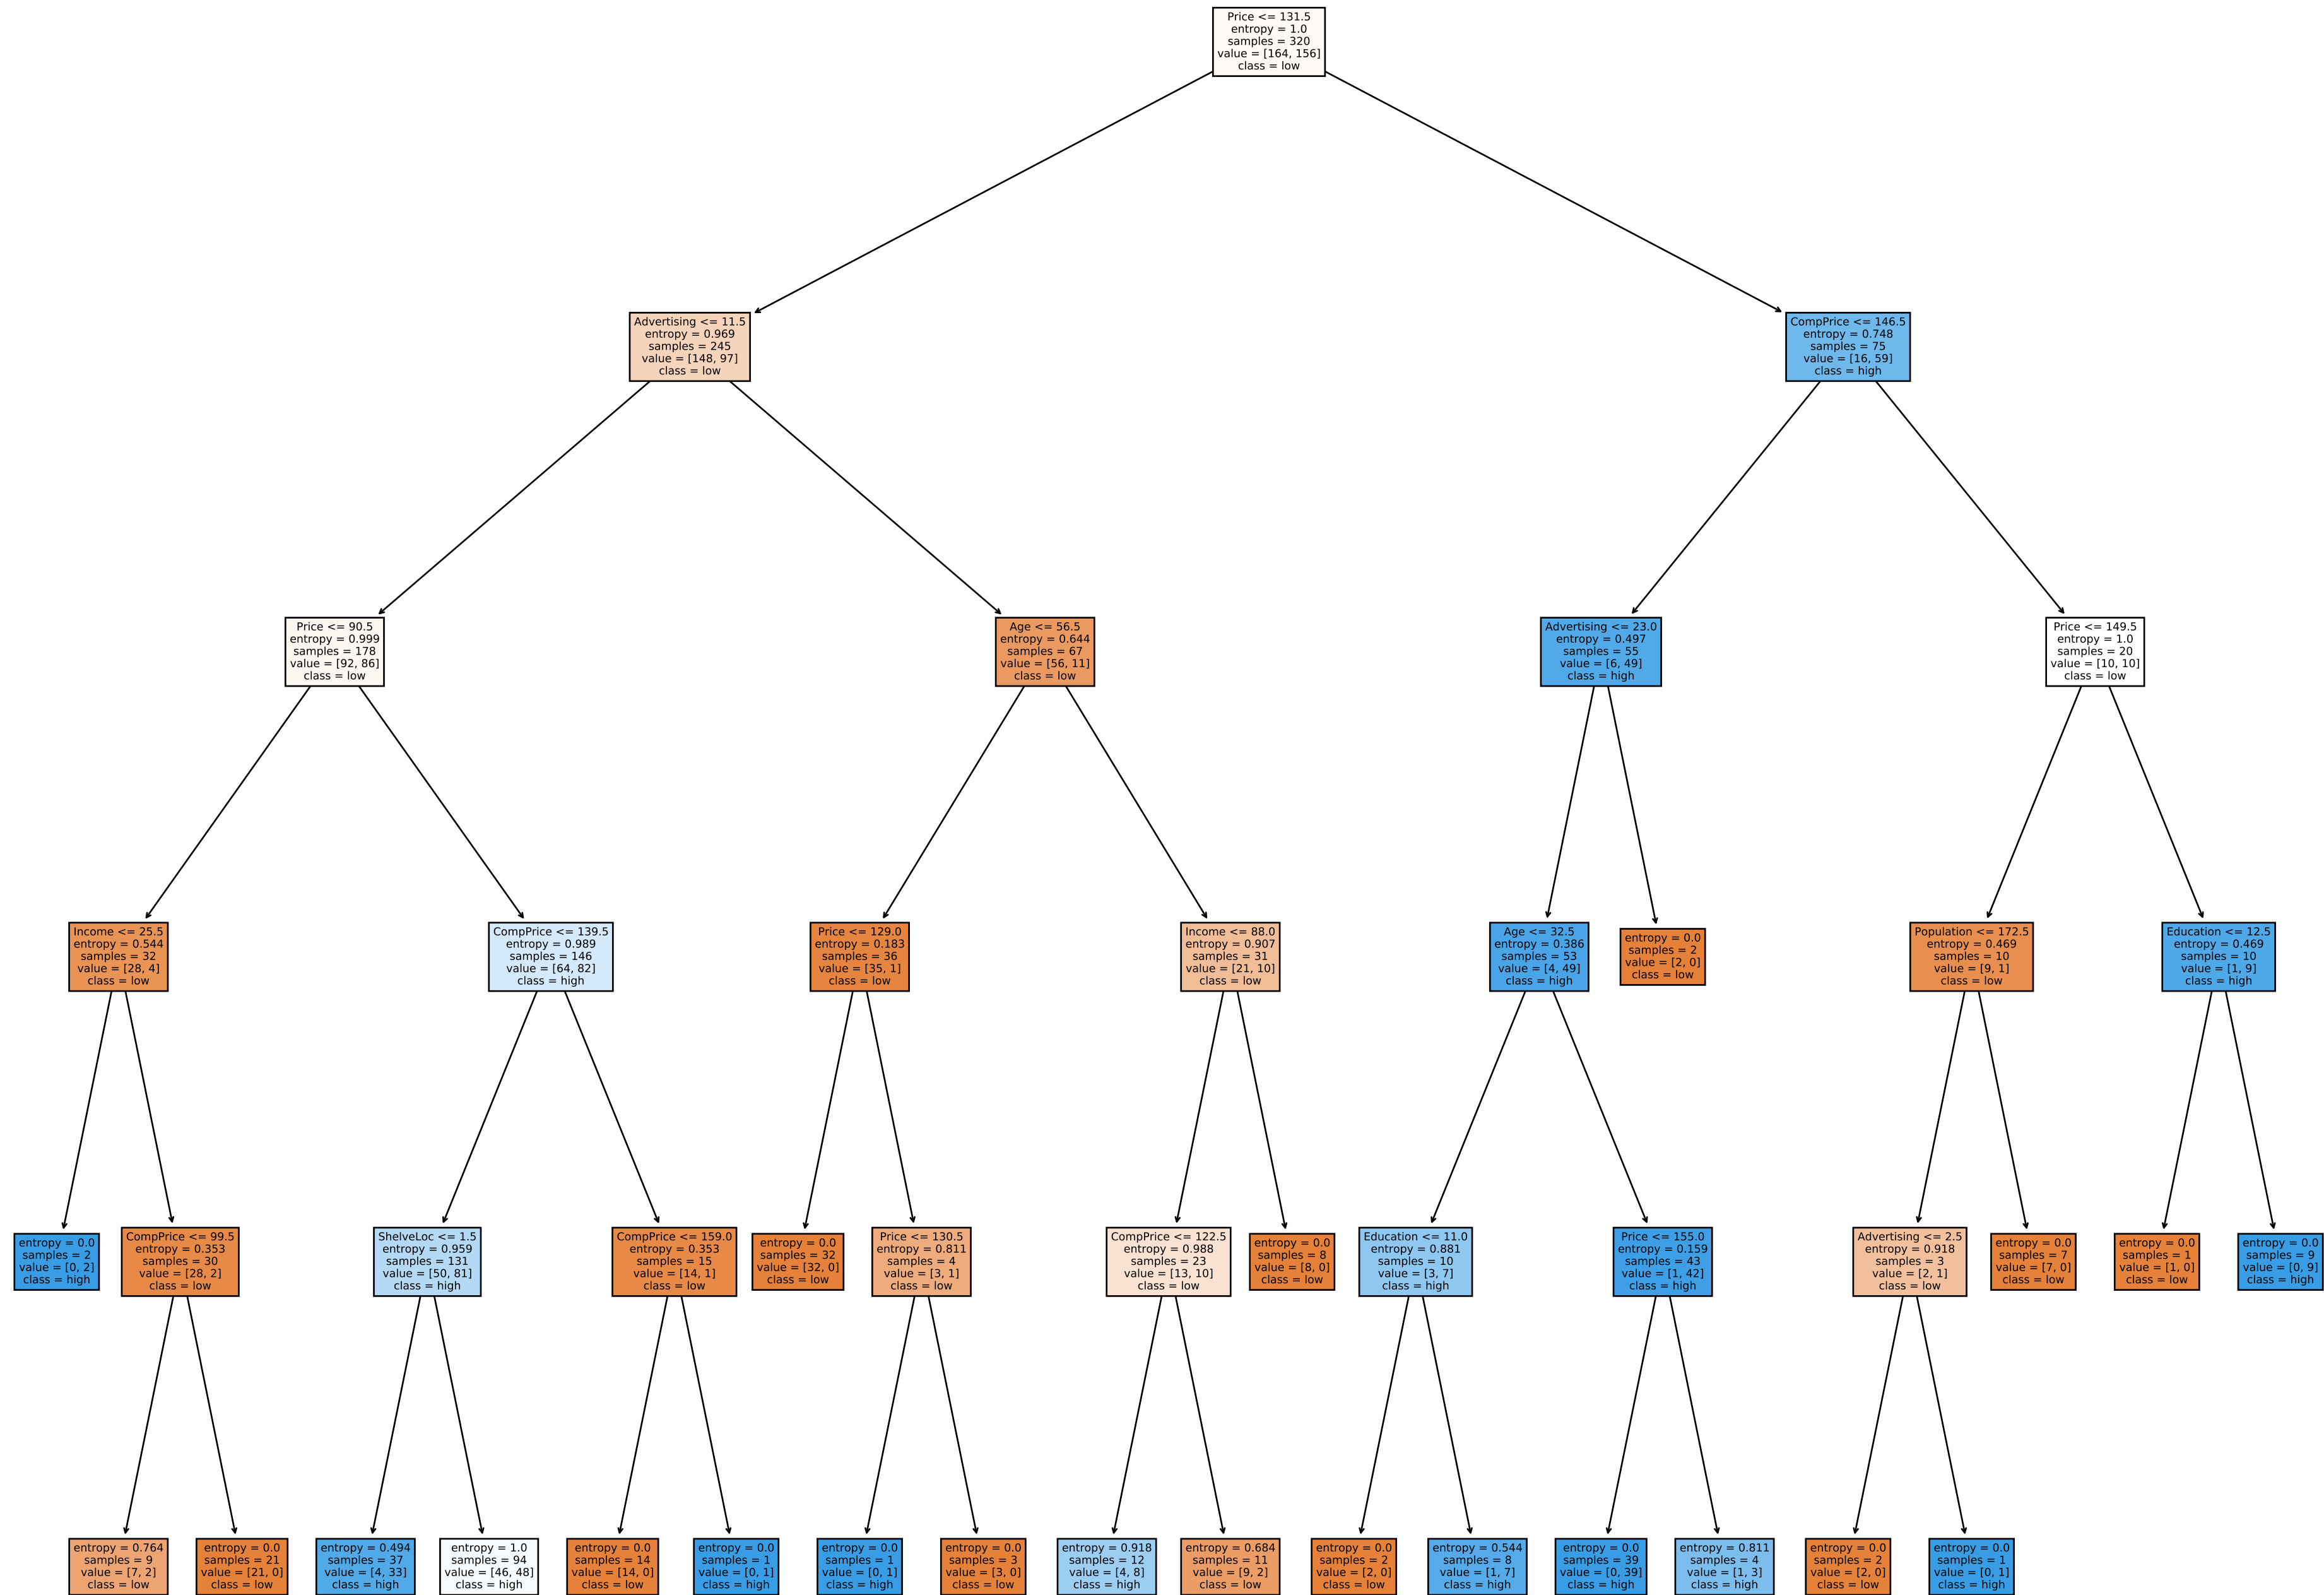 Price <= 131.5
entropy = 1.0
samples = 320
value = [164, 156]
class = low
Advertising <= 11.5
entropy = 0.969
samples = 245
value = [148, 97]
class = low
CompPrice <= 146.5
entropy = 0.748
samples = 75
value = [16, 59]
class = high
Price <= 90.5
entropy = 0.999
samples = 178
value = [92, 86]
class = low
Age <= 56.5
entropy = 0.644
samples = 67
value = [56, 11]
class = low
Advertising <= 23.0
entropy = 0.497
samples = 55
value = [6, 49]
class = high
Price <= 149.5
entropy = 1.0
samples = 20
value = [10, 10]
class = low
Income <= 25.5
entropy = 0.544
samples = 32
value = [28, 4]
class = low
CompPrice <= 139.5
entropy = 0.989
samples = 146
value = [64, 82]
class = high
Price <= 129.0
entropy = 0.183
samples = 36
value = [35, 1]
class = low
Income <= 88.0
entropy = 0.907
samples = 31
value = [21, 10]
class = low
Age <= 32.5
entropy = 0.386
samples = 53
value = [4, 49]
class = high
entropy = 0.0
samples = 2
value = [2, 0]
class = low
Population <= 172.5
entropy = 0.469
samples = 10
value = [9, 1]
class = low
Education <= 12.5
entropy = 0.469
samples = 10
value = [1, 9]
class = high
entropy = 0.0
samples = 2
value = [0, 2]
class = high
CompPrice <= 99.5
entropy = 0.353
samples = 30
value = [28, 2]
class = low
ShelveLoc <= 1.5
entropy = 0.959
samples = 131
value = [50, 81]
class = high
CompPrice <= 159.0
entropy = 0.353
samples = 15
value = [14, 1]
class = low
entropy = 0.0
samples = 32
value = [32, 0]
class = low
Price <= 130.5
entropy = 0.811
samples = 4
value = [3, 1]
class = low
CompPrice <= 122.5
entropy = 0.988
samples = 23
value = [13, 10]
class = low
entropy = 0.0
samples = 8
value = [8, 0]
class = low
Education <= 11.0
entropy = 0.881
samples = 10
value = [3, 7]
class = high
Price <= 155.0
entropy = 0.159
samples = 43
value = [1, 42]
class = high
Advertising <= 2.5
entropy = 0.918
samples = 3
value = [2, 1]
class = low
entropy = 0.0
samples = 7
value = [7, 0]
class = low
entropy = 0.0
samples = 1
value = [1, 0]
class = low
entropy = 0.0
samples = 9
value = [0, 9]
class = high
entropy = 0.764
samples = 9
value = [7, 2]
class = low
entropy = 0.0
samples = 21
value = [21, 0]
class = low
entropy = 0.494
samples = 37
value = [4, 33]
class = high
entropy = 1.0
samples = 94
value = [46, 48]
class = high
entropy = 0.0
samples = 14
value = [14, 0]
class = low
entropy = 0.0
samples = 1
value = [0, 1]
class = high
entropy = 0.0
samples = 1
value = [0, 1]
class = high
entropy = 0.0
samples = 3
value = [3, 0]
class = low
entropy = 0.918
samples = 12
value = [4, 8]
class = high
entropy = 0.684
samples = 11
value = [9, 2]
class = low
entropy = 0.0
samples = 2
value = [2, 0]
class = low
entropy = 0.544
samples = 8
value = [1, 7]
class = high
entropy = 0.0
samples = 39
value = [0, 39]
class = high
entropy = 0.811
samples = 4
value = [1, 3]
class = high
entropy = 0.0
samples = 2
value = [2, 0]
class = low
entropy = 0.0
samples = 1
value = [0, 1]
class = high